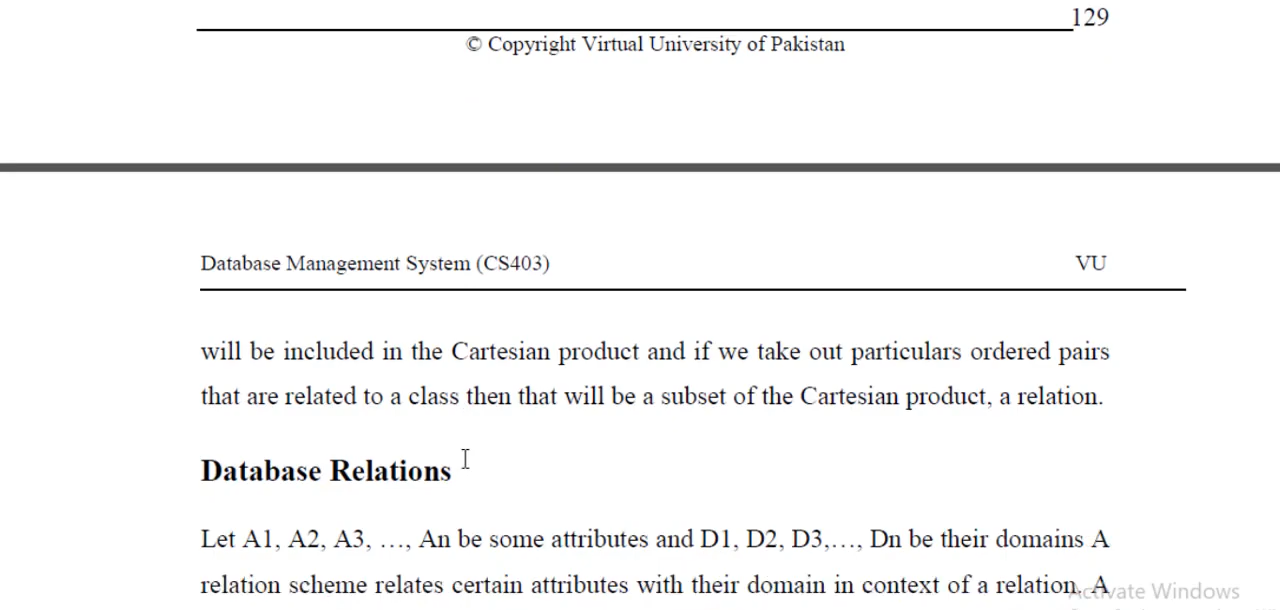 129
© Copyright Virtual University of Pakistan
Database Management System (CS403) VU
will be included in the Cartesian product and if we take out particulars ordered pairs
that are related to a class then that will be a subset of the Cartesian product, a relation.
Database Relations
Let A1, A2, A3, …, An be some attributes and D1, D2, D3,…, Dn be their domains A
relation scheme relates certain attributes with their domain in context of a relation. A
Activate Windows